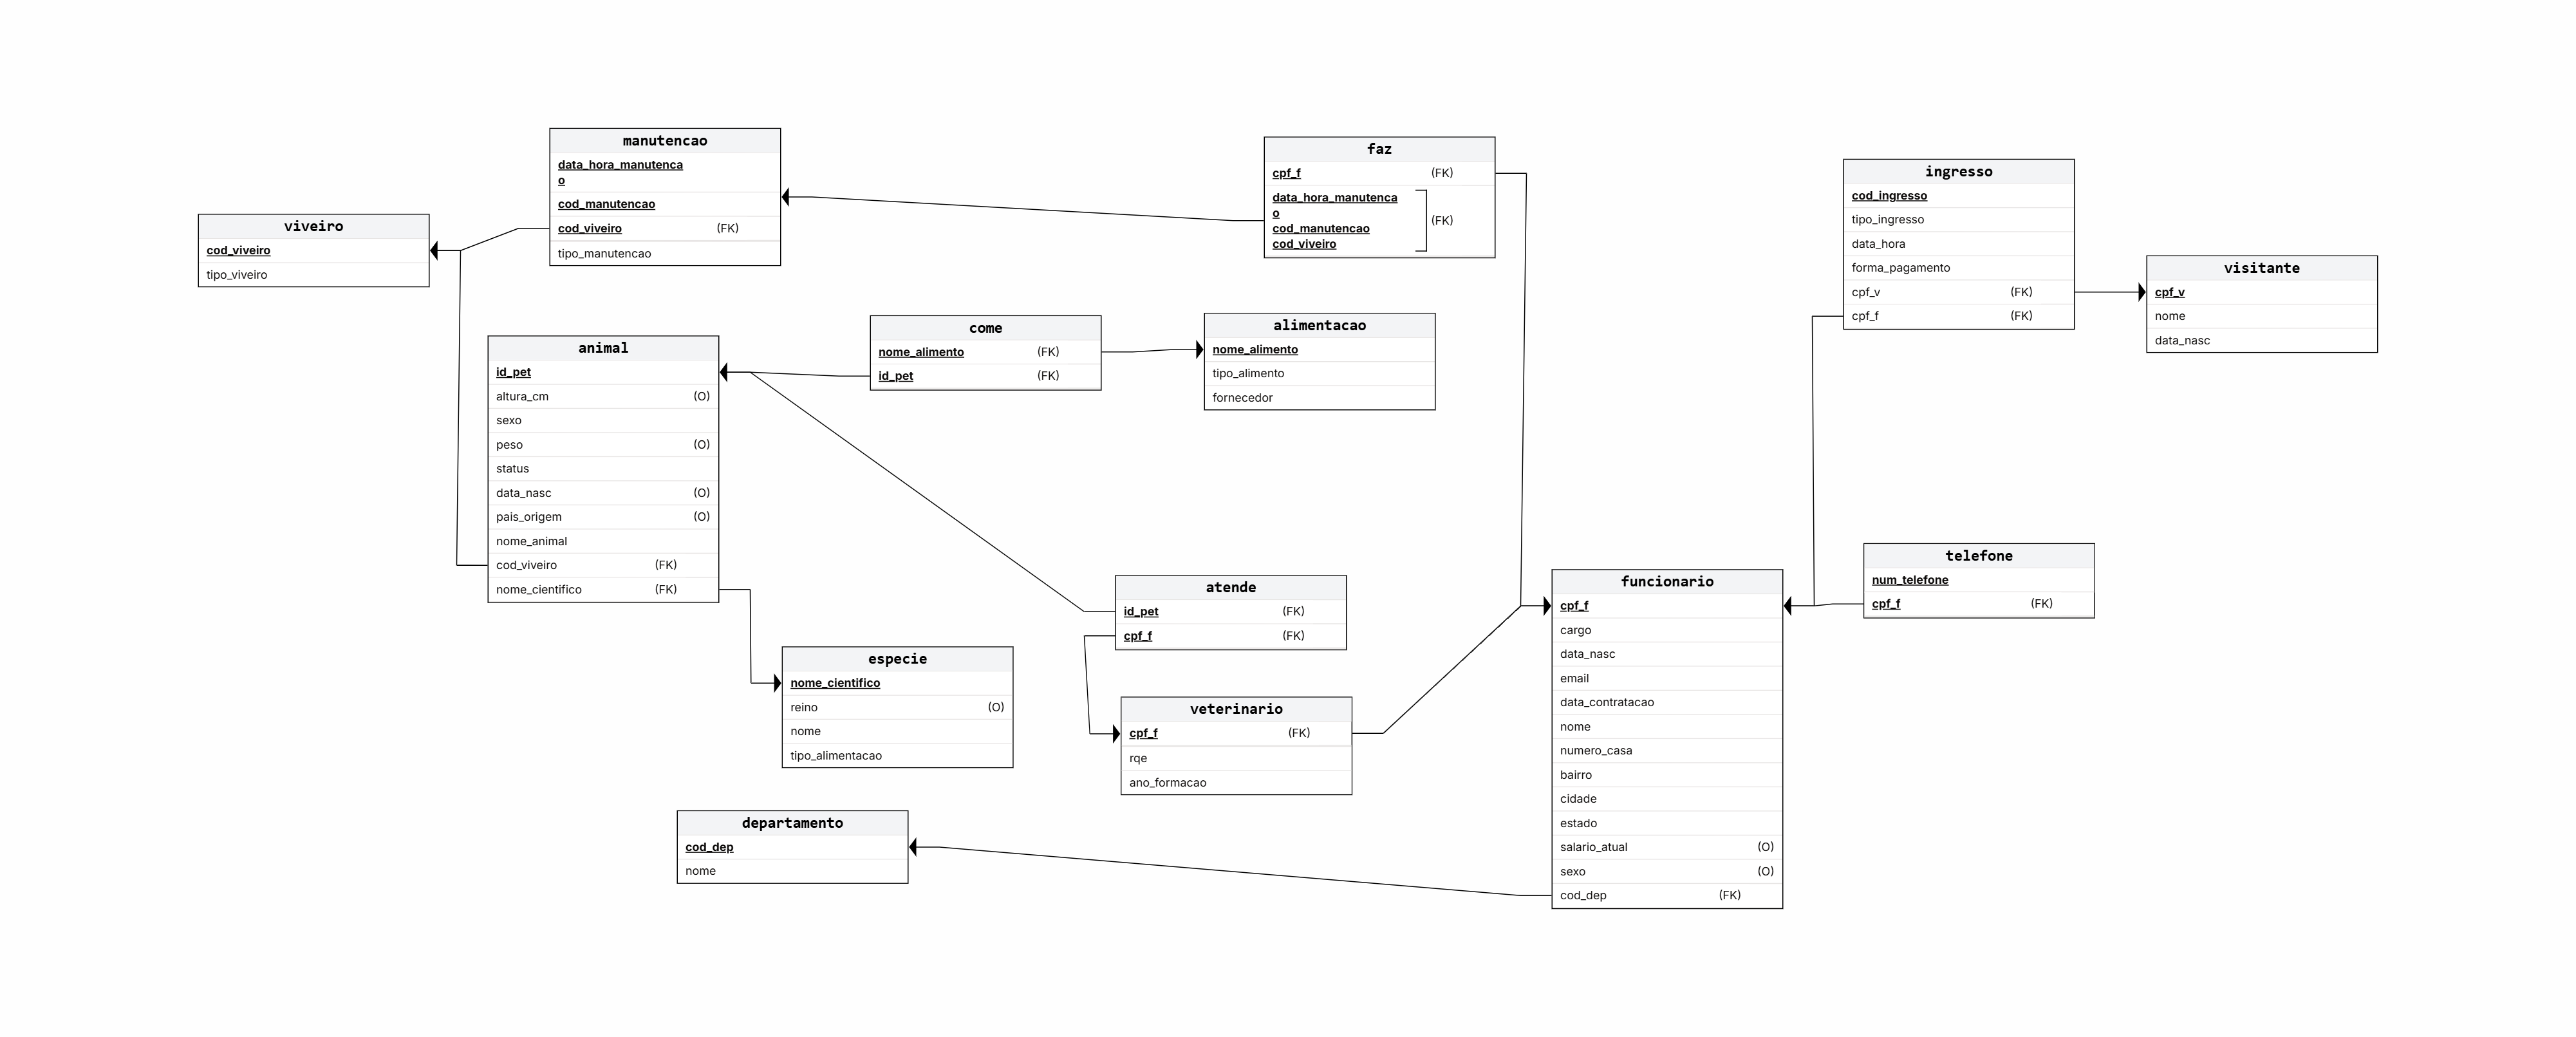 manutencao
data_hora_manutenca
o
cod_manutencao
cod_viveiro (FK)
tipo_manutencao
faz
cpf_f (FK)
data_hora_manutenca
o
cod_manutencao (FK)
cod_viveiro
ingresso
cod_ingresso
tipo_ingresso
data_hora
forma_pagamento
cpf_v (FK)
cpf_f (FK)
viveiro
cod_viveiro
tipo_viveiro
visitante
cpf_v
nome
data_nasc
animal
id_pet
altura_cm (O)
sexo
peso (O)
status
data_nasc (O)
pais_origem (O)
nome_animal
cod_viveiro (FK)
nome_cientifico (FK)
come
nome_alimento (FK)
id_pet (FK)
alimentacao
nome_alimento
tipo_alimento
fornecedor
atende
id_pet (FK)
cpf_f (FK)
funcionario
cpf_f
cargo
data_nasc
email
data_contratacao
nome
numero_casa
bairro
cidade
estado
salario_atual (O)
sexo (O)
cod_dep (FK)
telefone
num_telefone
cpf_f (FK)
especie
nome_cientifico
reino (O)
nome
tipo_alimentacao
veterinario
cpf_f (FK)
rqe
ano_formacao
departamento
cod_dep
nome